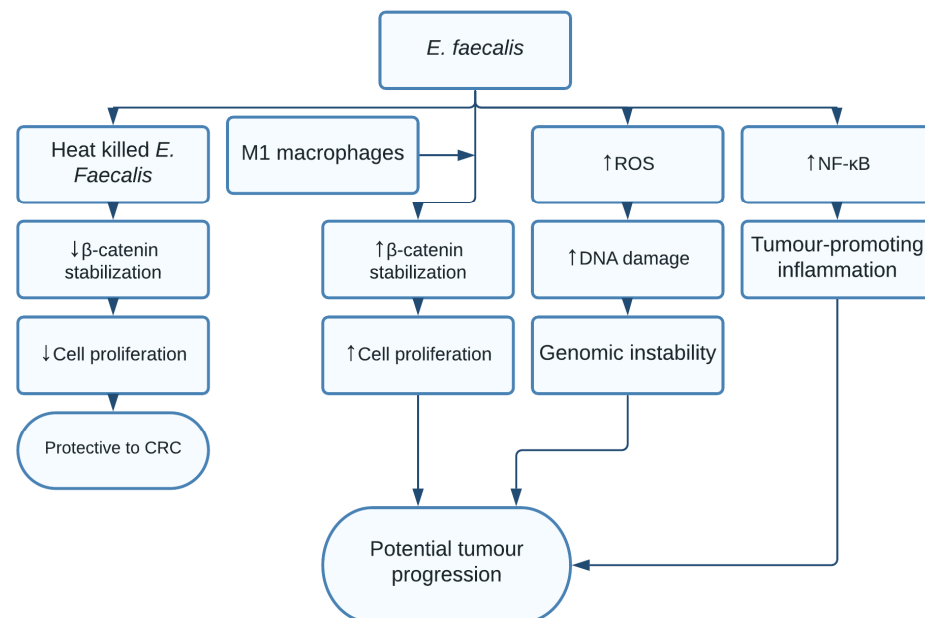 E. faecalis
Heat killed E.
Faecalis
M1 macrophages
↑ROS
↑NF-κB
↓β-catenin
stabilization
↑β-catenin
stabilization
↑DNA damage
Tumour-promoting
inflammation
↓Cell proliferation
↑Cell proliferation
Genomic instability
Protective to CRC
Potential tumour
progression